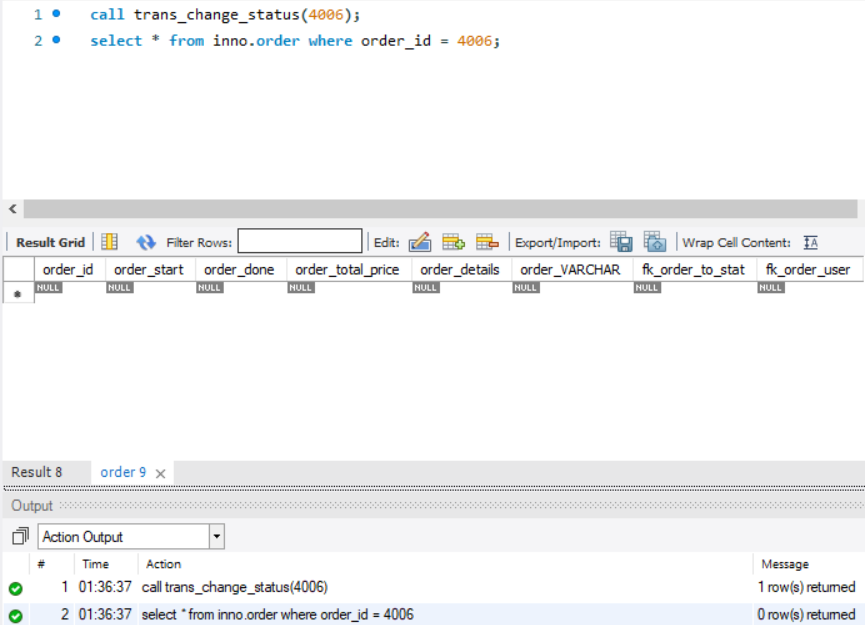 1 call trans_change_status(4006);
2 select * from inno.order where order_id = 4006;
Result Grid Filter Rows: Edit: Export/Import: Wrap Cell Content: IA
order_id order_start order_done order_total_price order_details order_VARCHAR fk_order_to_stat fk_order_user
* NULL NULL NULL NULL NULL NULL NULL NULL
Result 8 order 9 ×
Output
Action Output
# Time Action Message
1 01:36:37 call trans_change_status(4006) 1 row(s) returned
2 01:36:37 select * from inno.order where order_id = 4006 0 row(s) returned